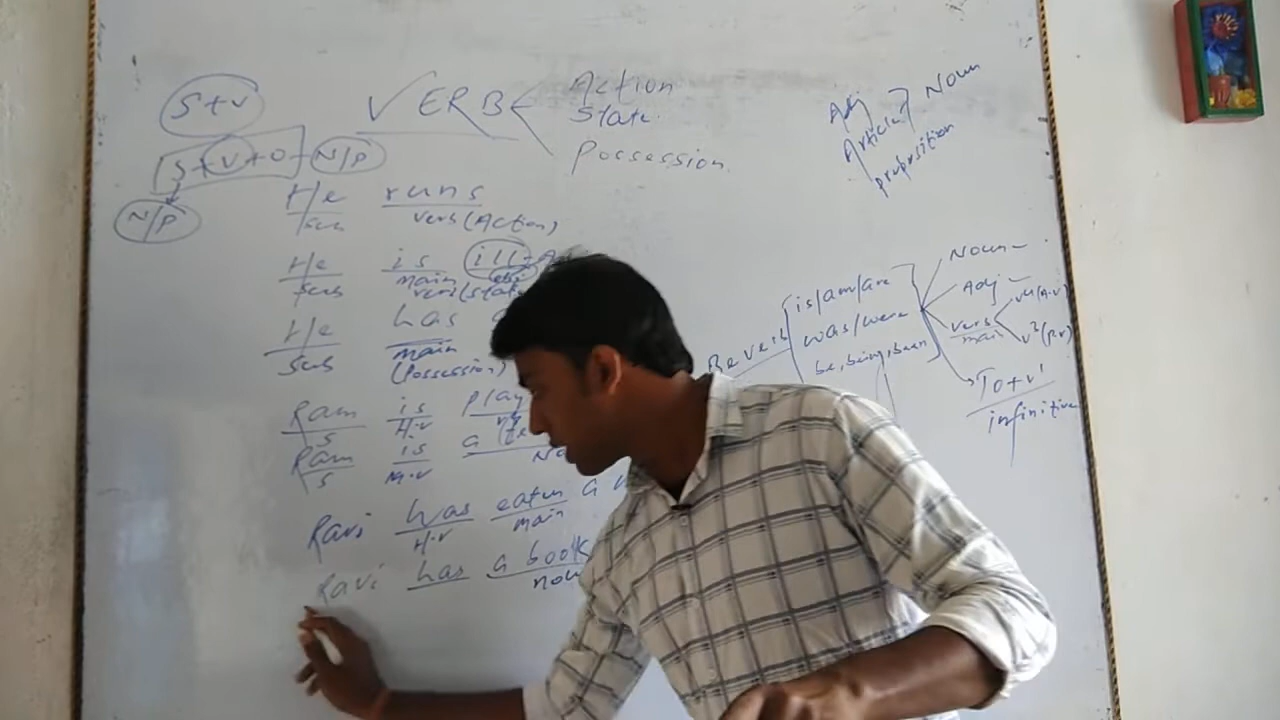 S+V
VERB
Action
State
Possession
S+V+O
N/P
N/P
He runs
sub verb (Action)
He is ill
sub main
verb (state
He has
sub main
(Possession)
Ram is play
S H.V
Ram is a
S M.V
Ravi has eaten a
H.V main
Ravi has a book
noun
Adj
Article
preposition
Noun
Be verb
is/am/are
was/were
be, being, been
Noun
Adj
verb
main
To+V1
infinitive